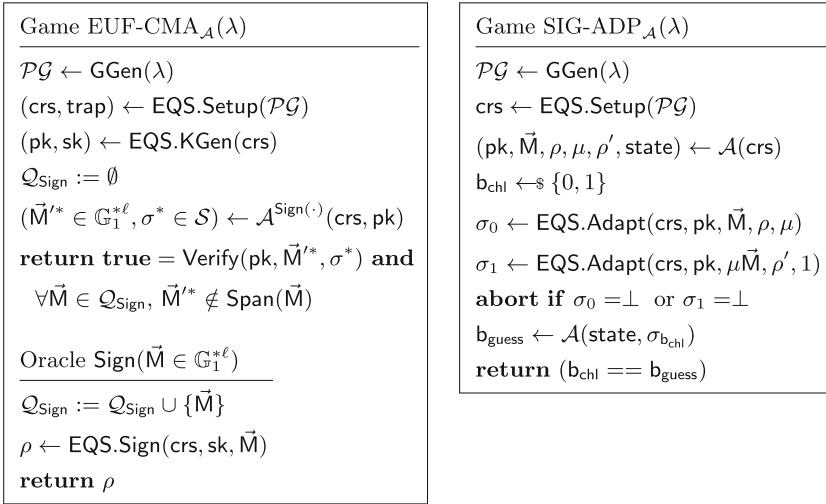 Game EUF-CMA_𝒜(λ)
𝒫𝒢 ← GGen(λ)
(crs, trap) ← EQS.Setup(𝒫𝒢)
(pk, sk) ← EQS.KGen(crs)
𝒬_Sign := ∅
(M⃗′* ∈ 𝔾₁*^ℓ, σ* ∈ 𝒮) ← 𝒜^Sign(·)(crs, pk)
return true = Verify(pk, M⃗′*, σ*) and
∀M⃗ ∈ 𝒬_Sign, M⃗′* ∉ Span(M⃗)
Oracle Sign(M⃗ ∈ 𝔾₁*^ℓ)
𝒬_Sign := 𝒬_Sign ∪ {M⃗}
ρ ← EQS.Sign(crs, sk, M⃗)
return ρ
Game SIG-ADP_𝒜(λ)
𝒫𝒢 ← GGen(λ)
crs ← EQS.Setup(𝒫𝒢)
(pk, M⃗, ρ, μ, ρ′, state) ← 𝒜(crs)
b_chl ←$ {0, 1}
σ₀ ← EQS.Adapt(crs, pk, M⃗, ρ, μ)
σ₁ ← EQS.Adapt(crs, pk, μM⃗, ρ′, 1)
abort if σ₀ =⊥ or σ₁ =⊥
b_guess ← 𝒜(state, σ_b_chl)
return (b_chl == b_guess)